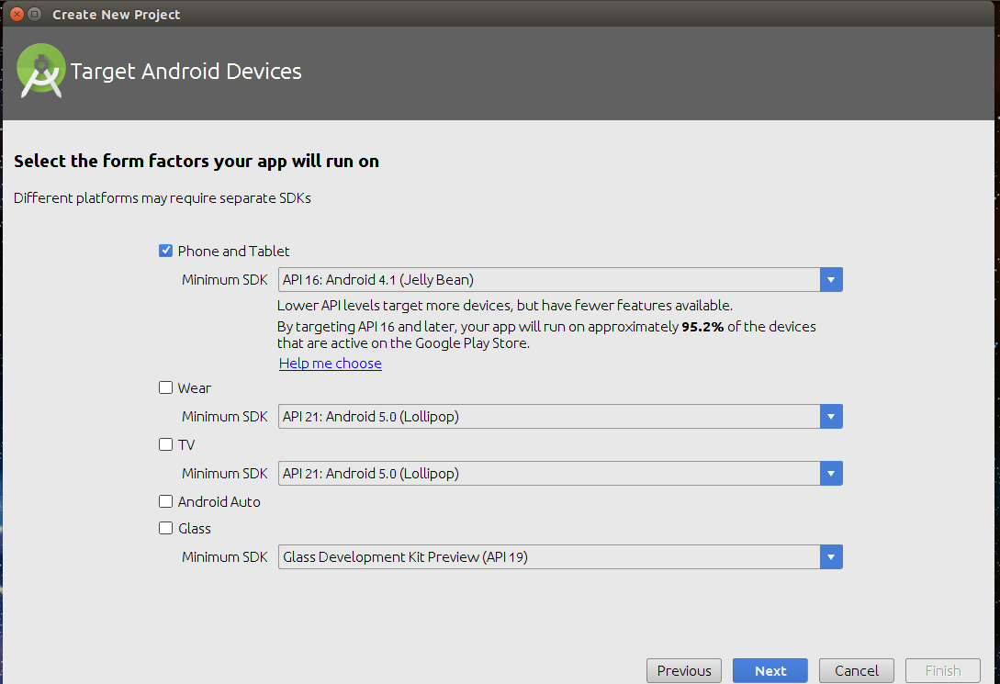 Create New Project
Target Android Devices
Select the form factors your app will run on
Different platforms may require separate SDKs
Phone and Tablet
Minimum SDK API 16: Android 4.1 (Jelly Bean)
Lower API levels target more devices, but have fewer features available.
By targeting API 16 and later, your app will run on approximately 95.2% of the devices
that are active on the Google Play Store.
Help me choose
Wear
Minimum SDK API 21: Android 5.0 (Lollipop)
TV
Minimum SDK API 21: Android 5.0 (Lollipop)
Android Auto
Glass
Minimum SDK Glass Development Kit Preview (API 19)
Previous Next Cancel Finish